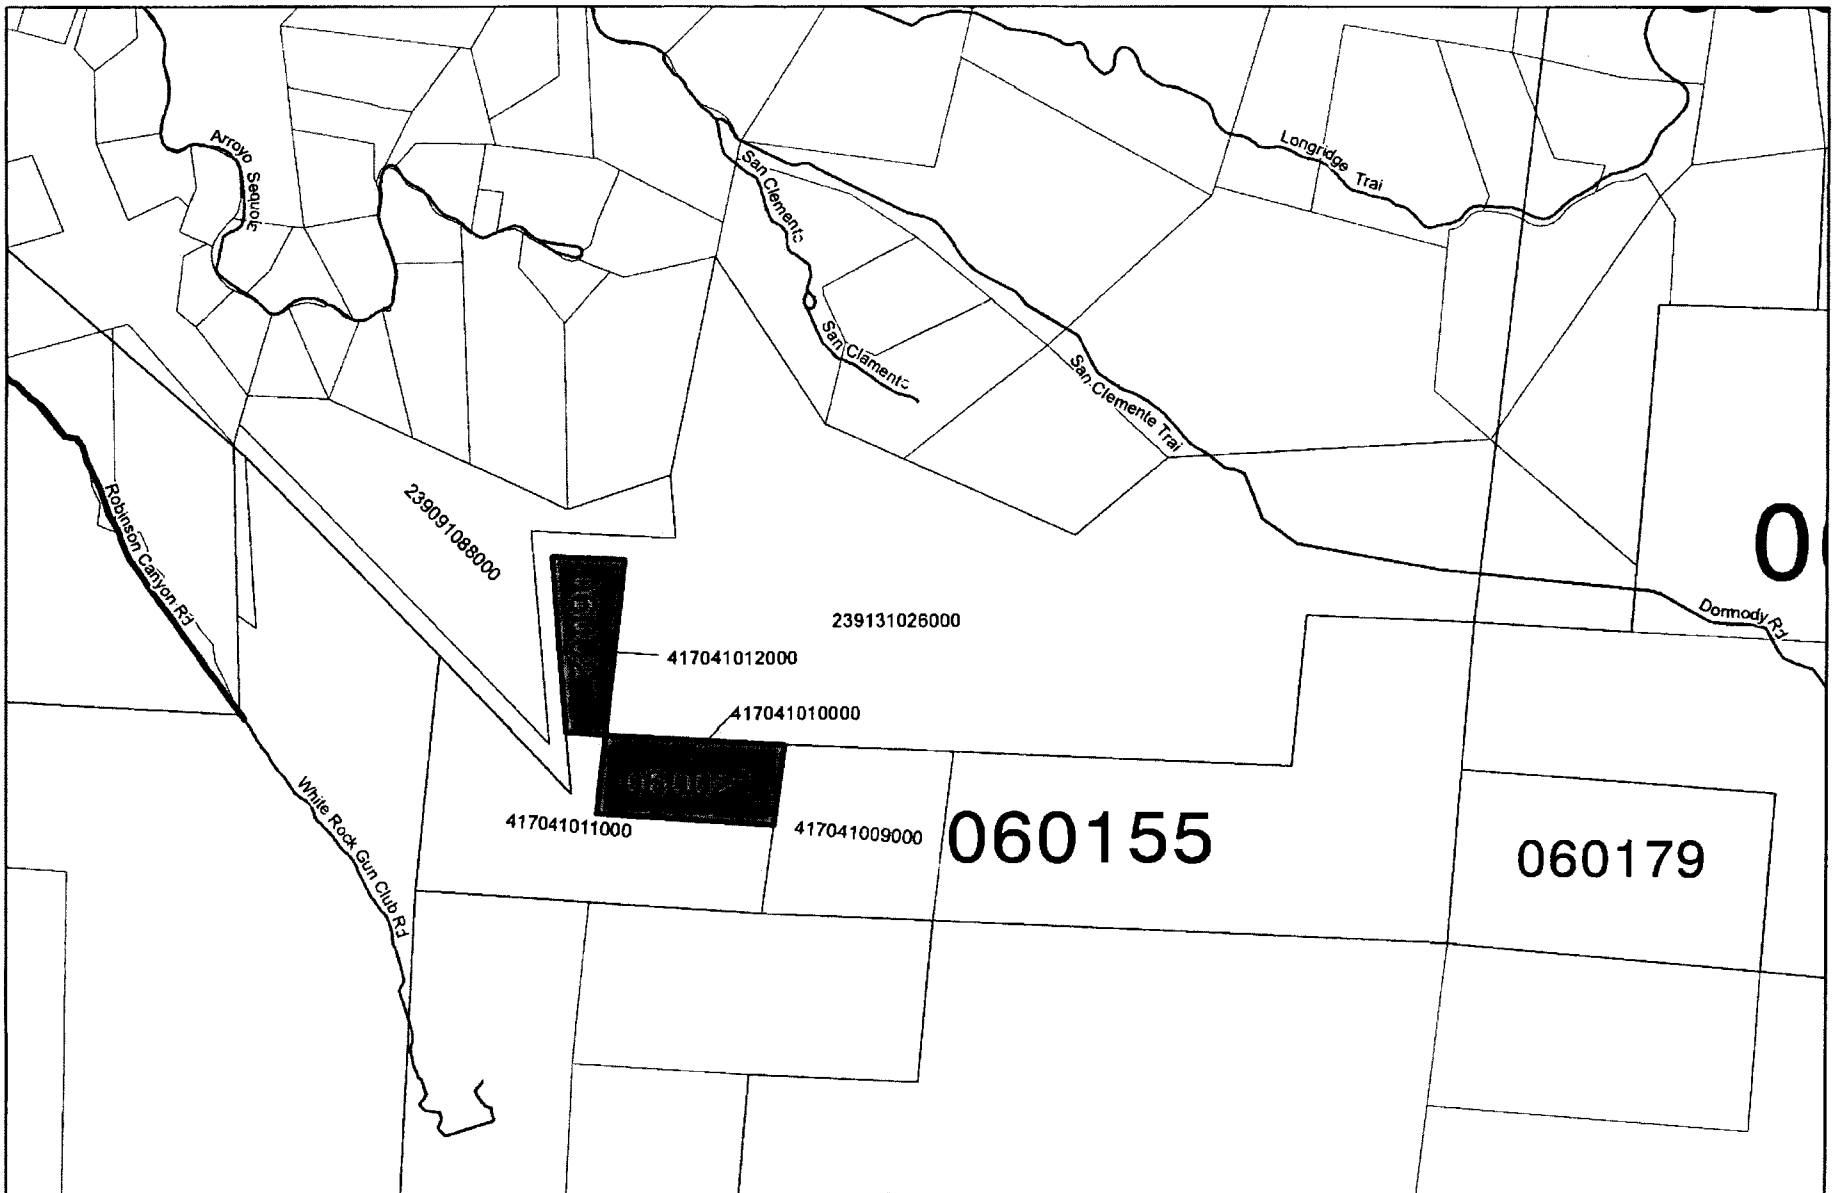 Arroyo Sequoia
San Clemente
Longridge Trai
San Clemente
San Clemente Trai
239091088000
Robinson Canyon Rd
239131026000
Dormody Rd
417041012000
417041010000
417041011000
417041009000
060155
060179
White Rock Gun Club Rd